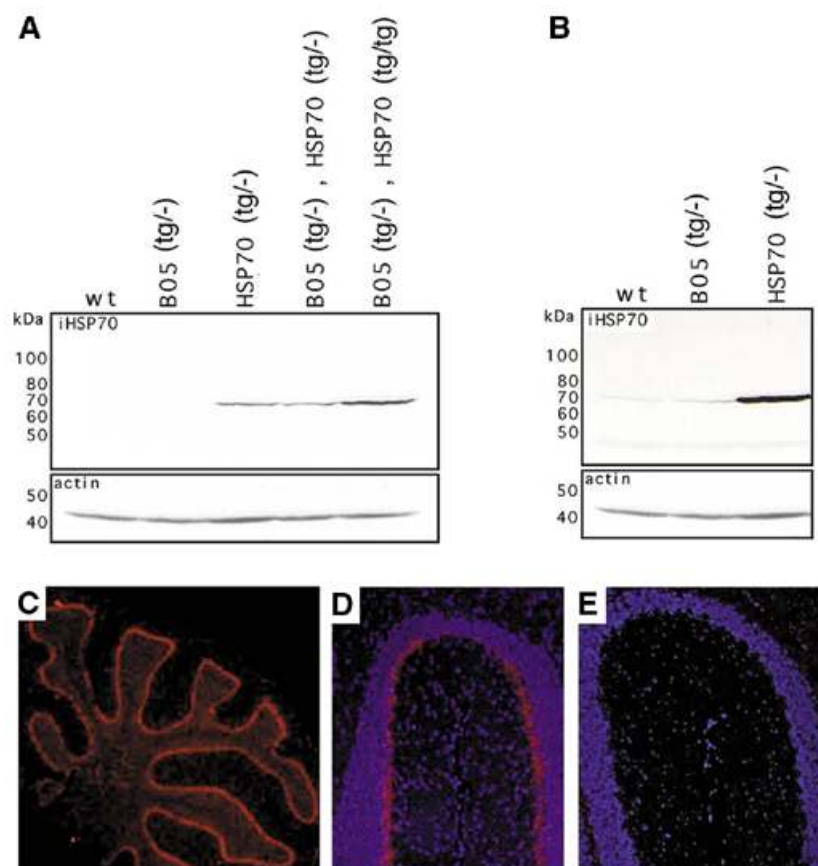 A
B
wt
B05 (tg/-)
HSP70 (tg/-)
B05 (tg/-) , HSP70 (tg/-)
B05 (tg/-) , HSP70 (tg/tg)
kDa
iHSP70
100
80
70
60
50
actin
50
40
wt
B05 (tg/-)
HSP70 (tg/-)
kDa
iHSP70
100
80
70
60
50
actin
50
40
C
D
E